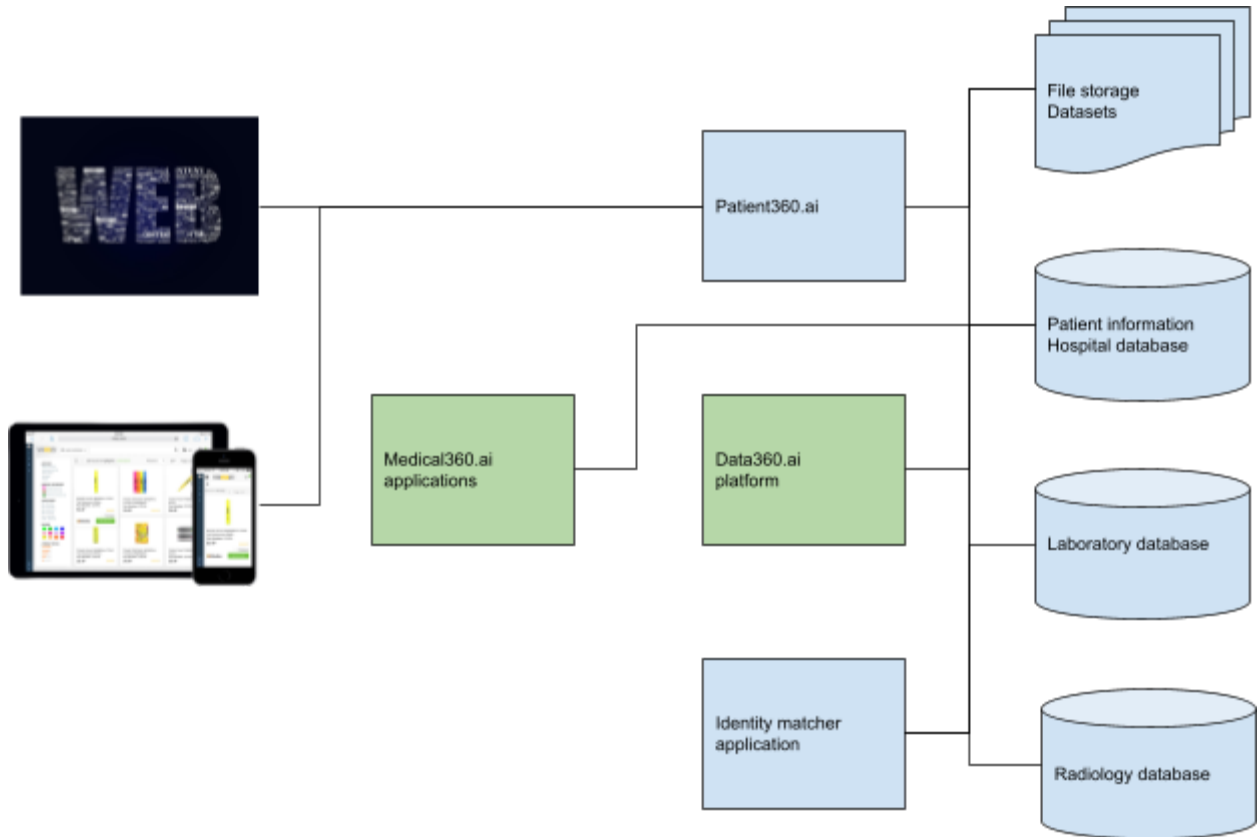 WEB
File storage
Datasets
Patient360.ai
Patient information
Hospital database
Medical360.ai
applications
Data360.ai
platform
Laboratory database
Identity matcher
application
Radiology database